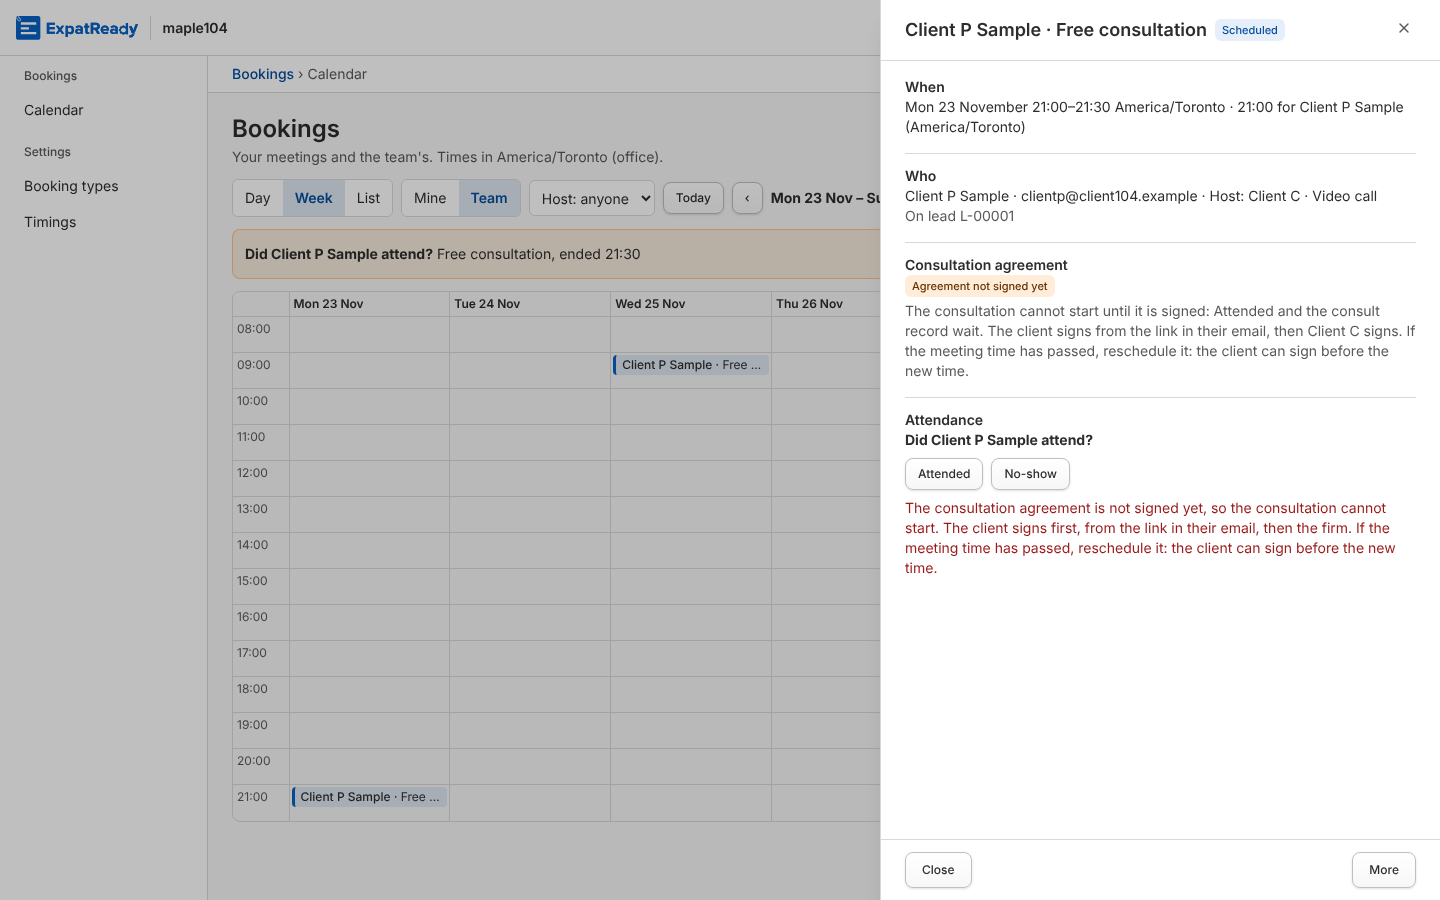 ExpatReady
maple104
Bookings
Calendar
Settings
Booking types
Timings
Bookings › Calendar
Bookings
Your meetings and the team's. Times in America/Toronto (office).
Day Week List Mine Team Host: anyone Today ‹ Mon 23 Nov – Su
Did Client P Sample attend? Free consultation, ended 21:30
Mon 23 Nov Tue 24 Nov Wed 25 Nov Thu 26 Nov
08:00
09:00 Client P Sample · Free ...
10:00
11:00
12:00
13:00
14:00
15:00
16:00
17:00
18:00
19:00
20:00
21:00 Client P Sample · Free ...
Client P Sample · Free consultation Scheduled ×
When
Mon 23 November 21:00–21:30 America/Toronto · 21:00 for Client P Sample
(America/Toronto)
Who
Client P Sample · clientp@client104.example · Host: Client C · Video call
On lead L-00001
Consultation agreement
Agreement not signed yet
The consultation cannot start until it is signed: Attended and the consult
record wait. The client signs from the link in their email, then Client C signs. If
the meeting time has passed, reschedule it: the client can sign before the
new time.
Attendance
Did Client P Sample attend?
Attended No-show
The consultation agreement is not signed yet, so the consultation cannot
start. The client signs first, from the link in their email, then the firm. If the
meeting time has passed, reschedule it: the client can sign before the new
time.
Close More